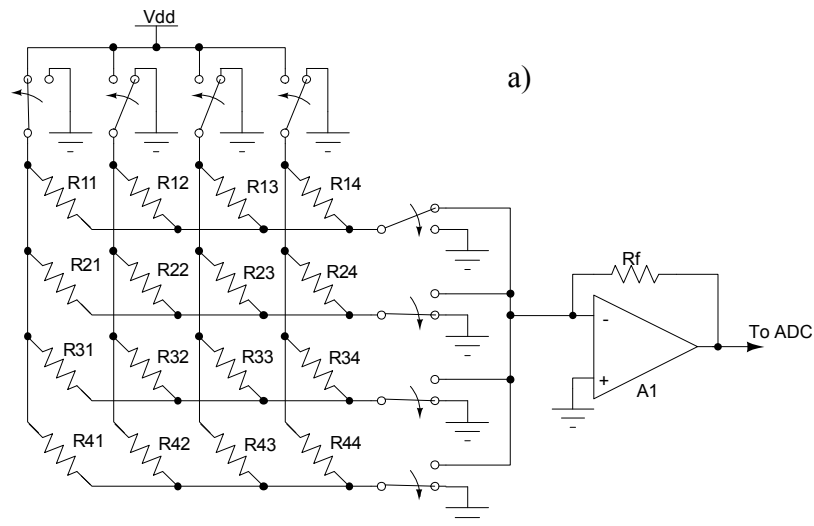 Vdd
a)
R11 R12 R13 R14
R21 R22 R23 R24
Rf
-
+
A1
To ADC
R31 R32 R33 R34
R41 R42 R43 R44